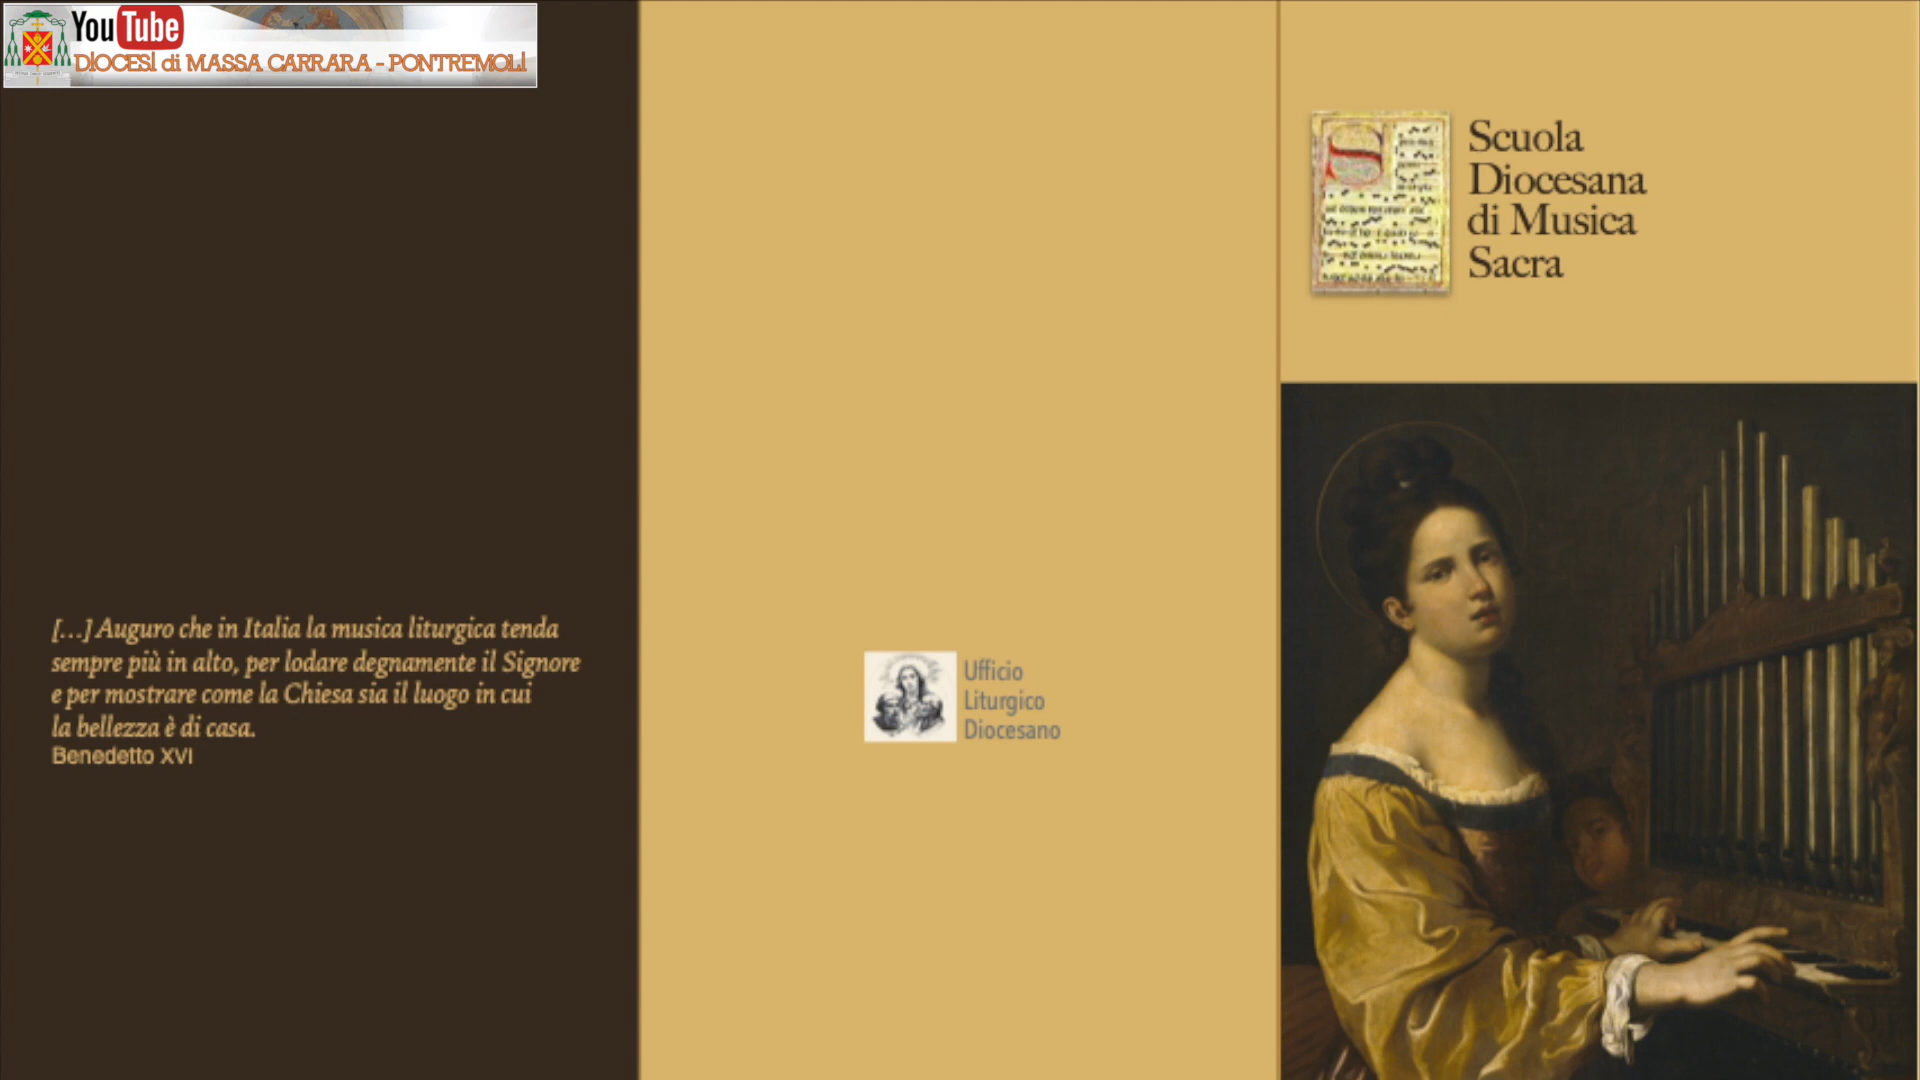 YouTube
DIOCESI di MASSA CARRARA - PONTREMOLI
[...] Auguro che in Italia la musica liturgica tenda
sempre più in alto, per lodare degnamente il Signore
e per mostrare come la Chiesa sia il luogo in cui
la bellezza è di casa.
Benedetto XVI
Ufficio
Liturgico
Diocesano
Scuola
Diocesana
di Musica
Sacra